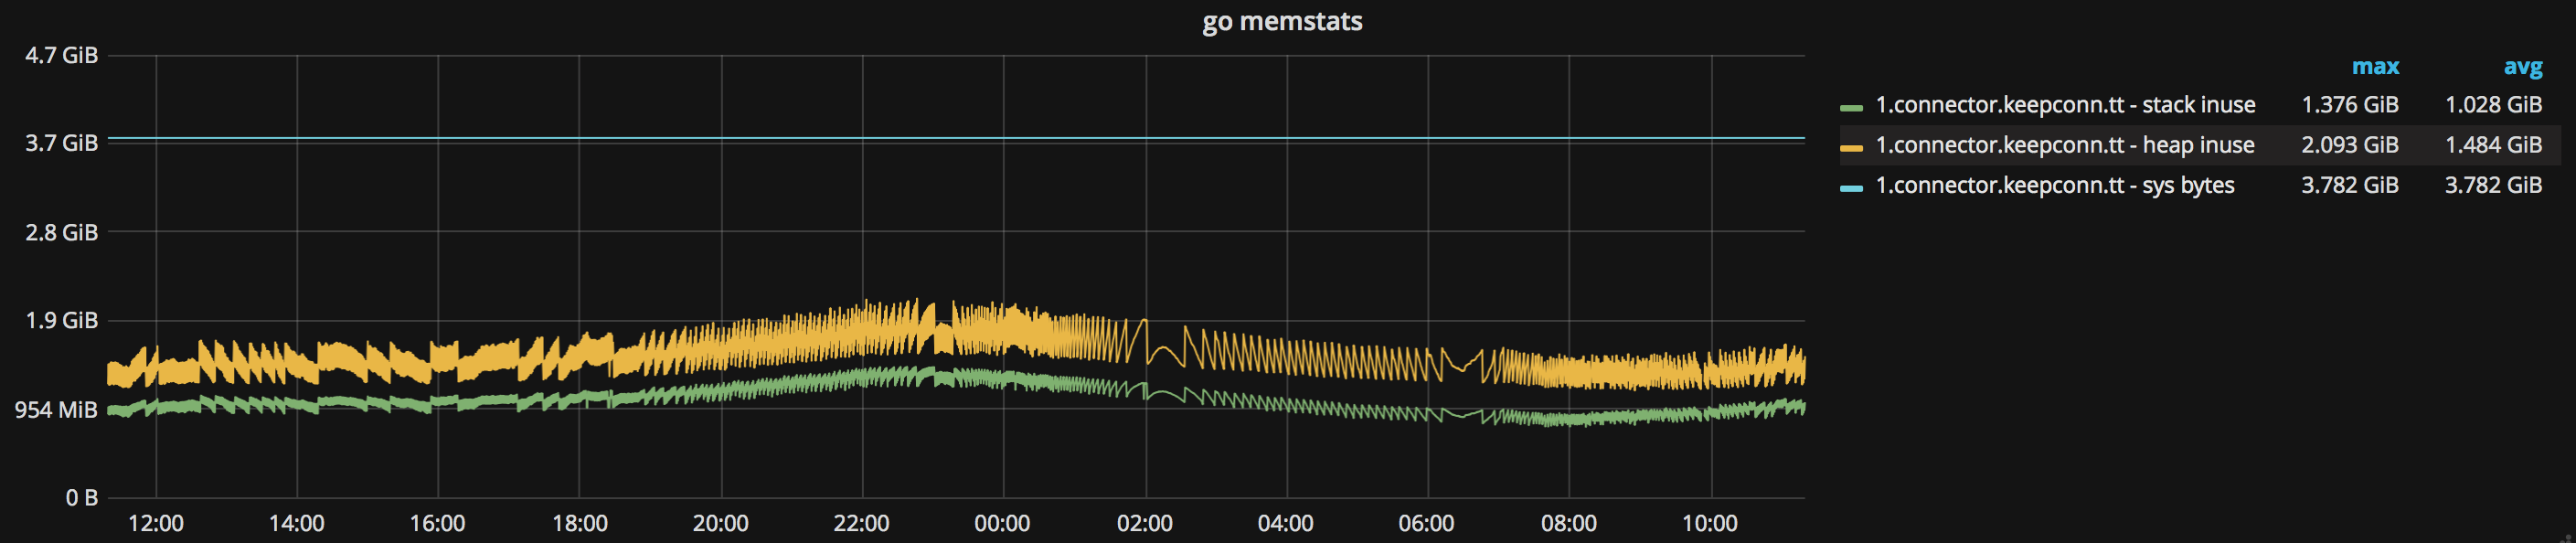 go memstats
4.7 GiB
3.7 GiB
2.8 GiB
1.9 GiB
954 MiB
0 B
12:00 14:00 16:00 18:00 20:00 22:00 00:00 02:00 04:00 06:00 08:00 10:00
max avg
1.connector.keepconn.tt - stack inuse 1.376 GiB 1.028 GiB
1.connector.keepconn.tt - heap inuse 2.093 GiB 1.484 GiB
1.connector.keepconn.tt - sys bytes 3.782 GiB 3.782 GiB